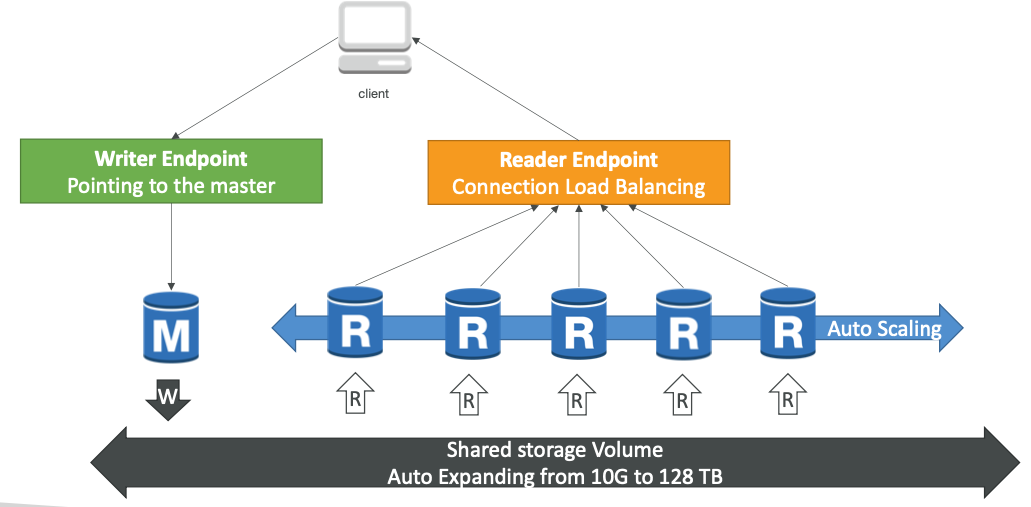 client
Writer Endpoint
Pointing to the master
Reader Endpoint
Connection Load Balancing
M
R
R
R
R
R
Auto Scaling
W
R
R
R
R
R
Shared storage Volume
Auto Expanding from 10G to 128 TB